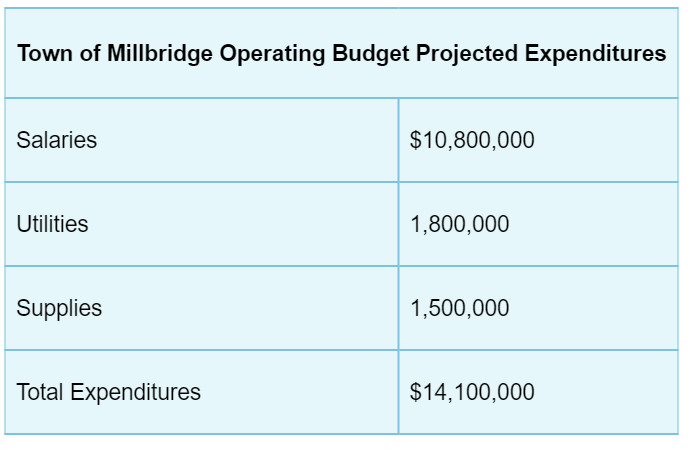 Town of Millbridge Operating Budget Projected Expenditures
Salaries $10,800,000
Utilities 1,800,000
Supplies 1,500,000
Total Expenditures $14,100,000